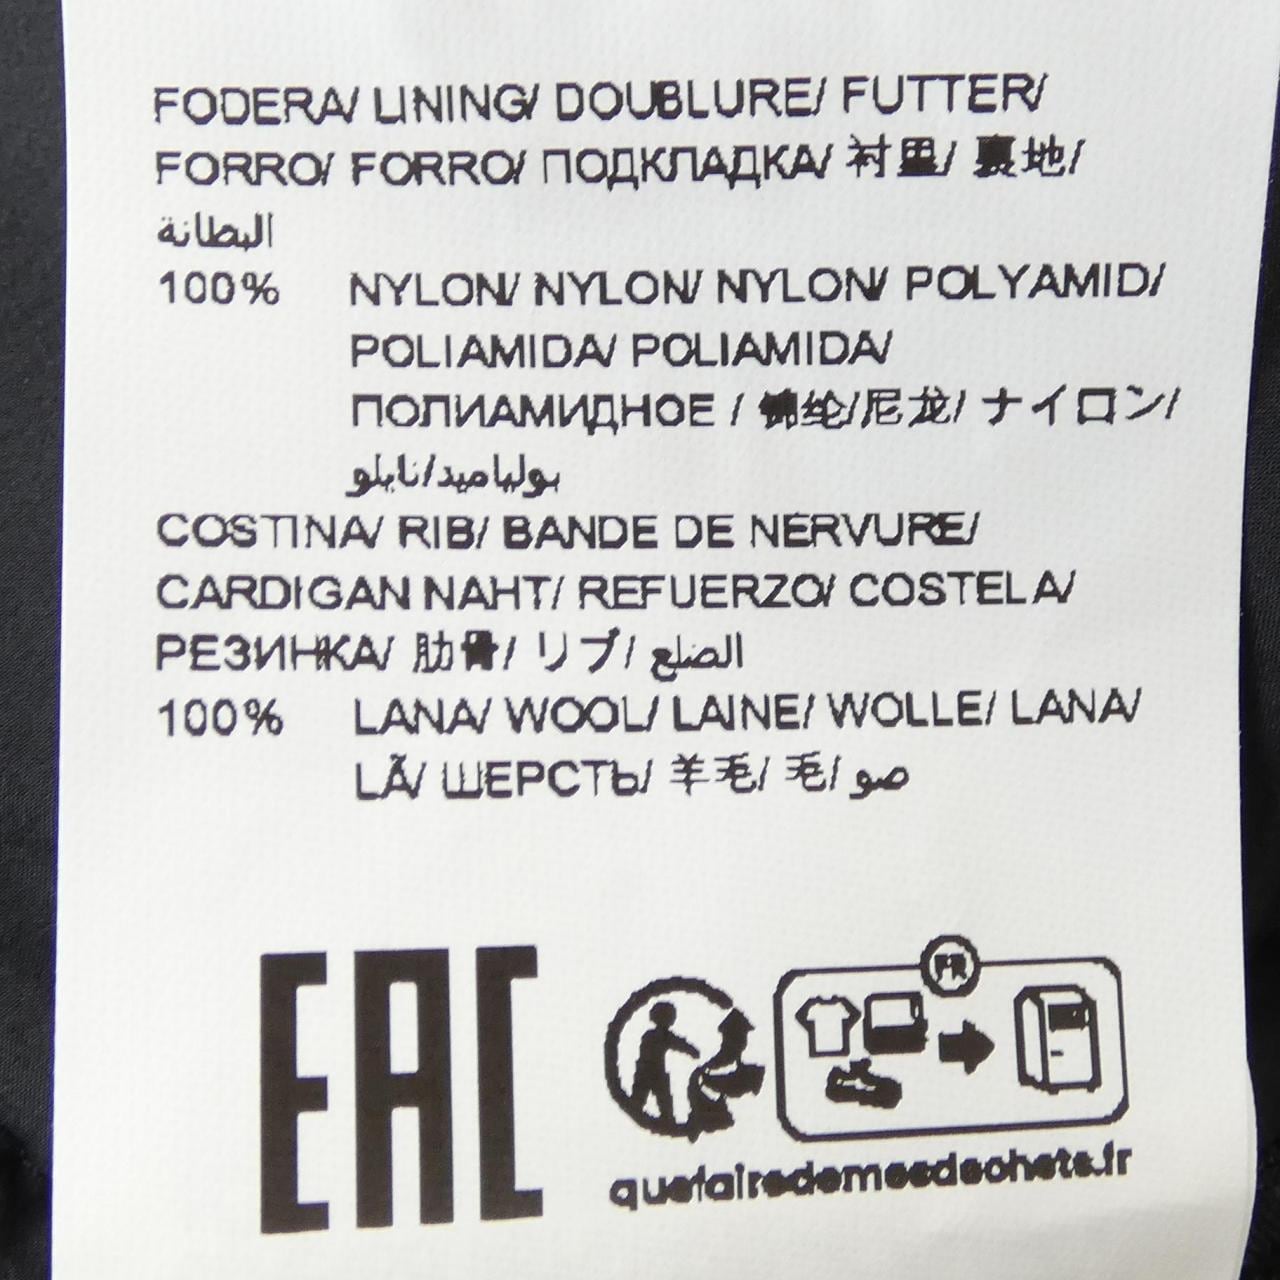 FODERA/ LINING/ DOUBLURE/ FUTTER/
FORRO/ FORRO/ ПОДКЛАДКА/ 衬里/ 裏地/
البطانة
100% NYLON/ NYLON/ NYLON/ POLYAMID/
POLIAMIDA/ POLIAMIDA/
ПОЛИАМИДНОЕ / 锦纶/尼龙/ ナイロン/
بولياميد/نايلو
COSTINA/ RIB/ BANDE DE NERVURE/
CARDIGAN NAHT/ REFUERZO/ COSTELA/
РЕЗИНКА/ 肋骨/ リブ/ الضلع
100% LANA/ WOOL/ LAINE/ WOLLE/ LANA/
LÃ/ ШЕРСТЬ/ 羊毛/ 毛/ صو
EAC
FR
quefairedemesdechets.fr